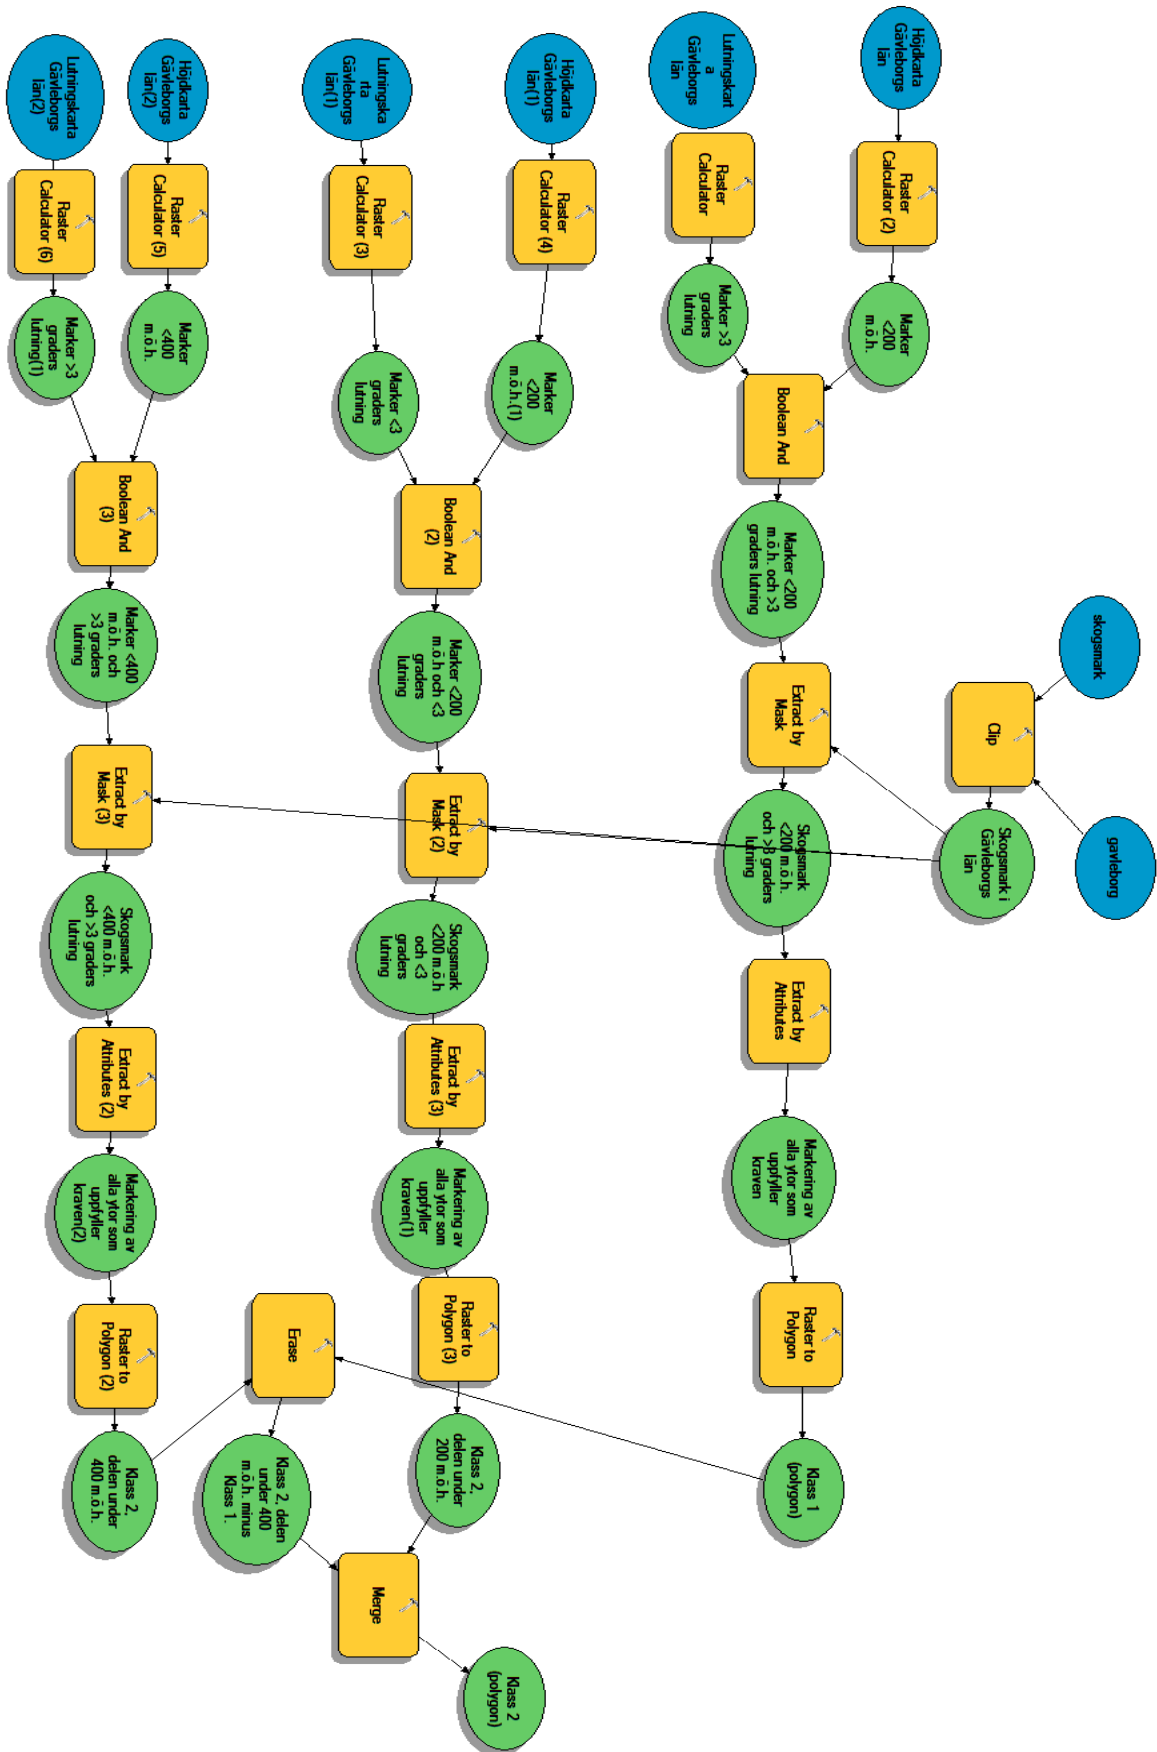 skogsmark
gavleborg
Clip
Skogsmark i
Gävleborgs
län
Höjdkarta
Gävleborgs
län
Raster
Calculator (2)
Marker
<200
m.ö.h.
Lutningskart
a
Gävleborgs
län
Raster
Calculator
Marker >3
graders
lutning
Boolean And
Marker <200
m.ö.h. och >3
graders lutning
Extract by
Mask
Skogsmark
<200 m.ö.h.
och >3 graders
lutning
Extract by
Attributes
Markering av
alla ytor som
uppfyller
kraven
Raster to
Polygon
Klass 1
(polygon)
Höjdkarta
Gävleborgs
län(1)
Raster
Calculator (4)
Marker
<200
m.ö.h.(1)
Lutningska
rta
Gävleborgs
län(1)
Raster
Calculator (3)
Marker <3
graders
lutning
Boolean And
(2)
Marker <200
m.ö.h och <3
graders
lutning
Extract by
Mask (2)
Skogsmark
<200 m.ö.h
och <3
graders
lutning
Extract by
Attributes (3)
Markering av
alla ytor som
uppfyller
kraven(1)
Raster to
Polygon (3)
Klass 2,
delen under
200 m.ö.h.
Erase
Klass 2, delen
under 400
m.ö.h. minus
Klass 1.
Merge
Klass 2
(polygon)
Höjdkarta
Gävleborgs
län(2)
Raster
Calculator (5)
Marker
<400
m.ö.h.
Lutningskarta
Gävleborgs
län(2)
Raster
Calculator (6)
Marker >3
graders
lutning(1)
Boolean And
(3)
Marker <400
m.ö.h. och
>3 graders
lutning
Extract by
Mask (3)
Skogsmark
<400 m.ö.h.
och >3 graders
lutning
Extract by
Attributes (2)
Markering av
alla ytor som
uppfyller
kraven(2)
Raster to
Polygon (2)
Klass 2,
delen under
400 m.ö.h.